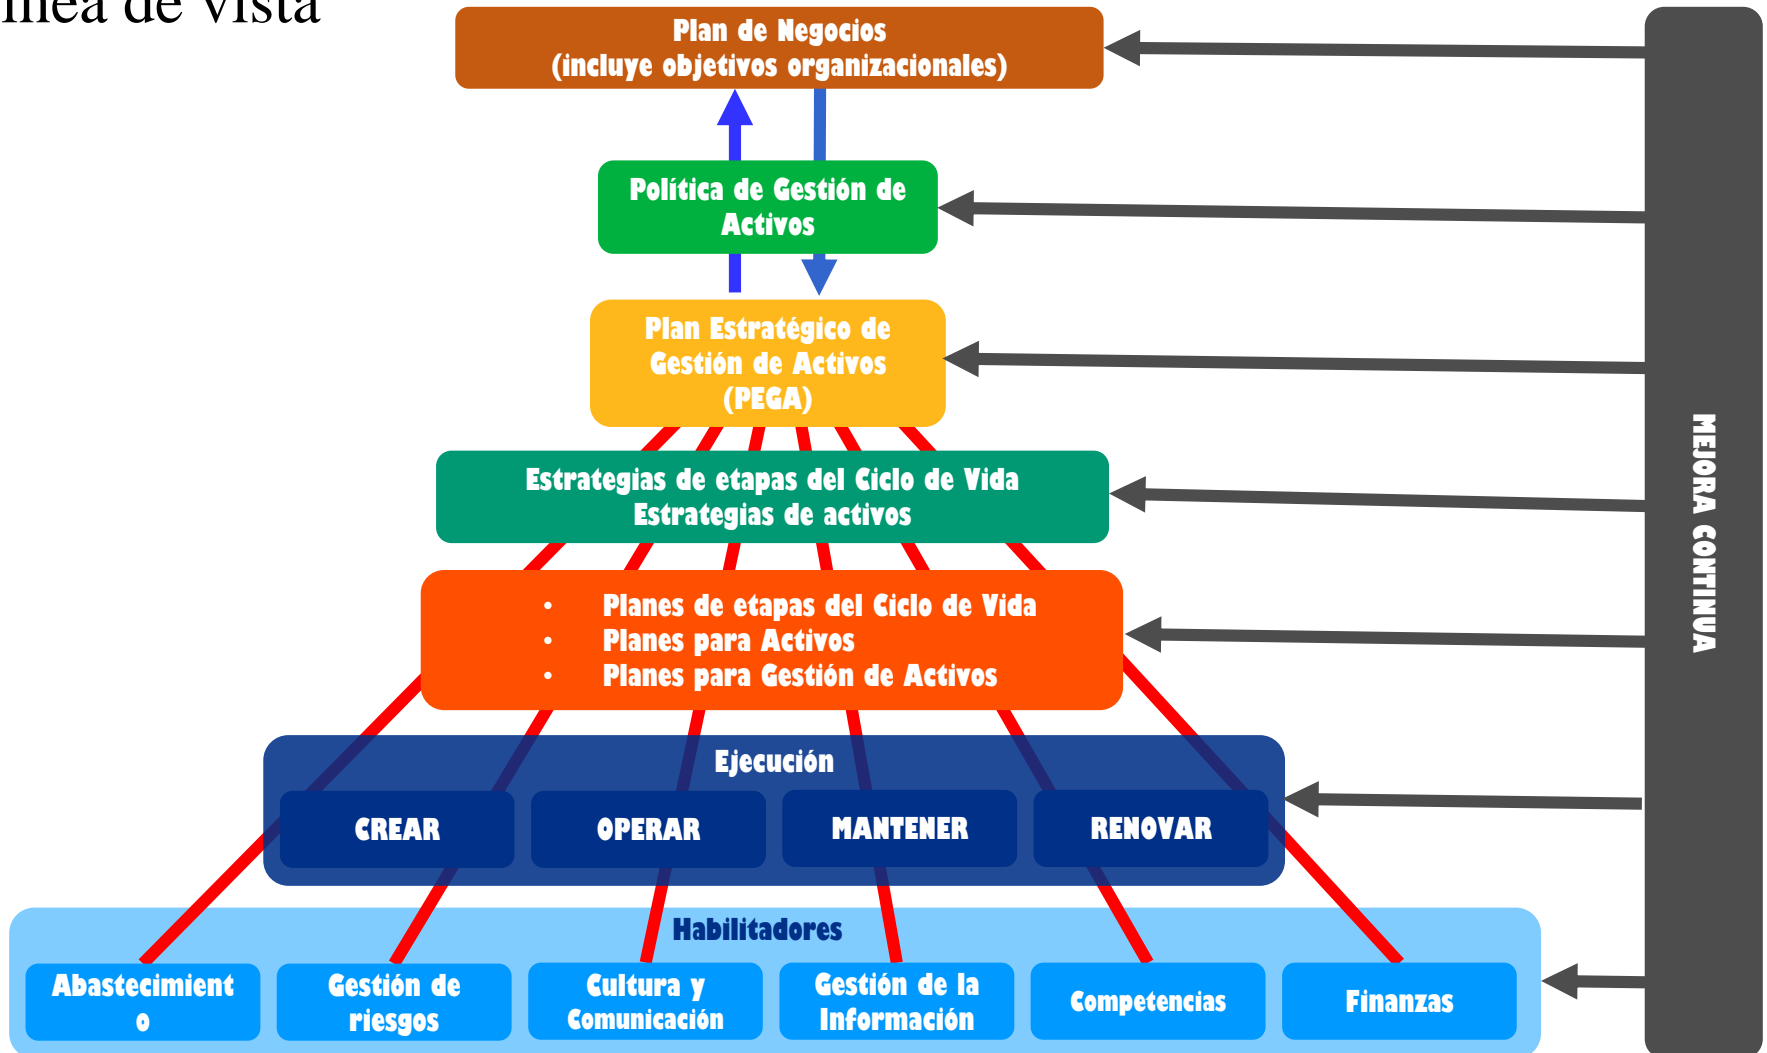 nea de vista
Plan de Negocios
(incluye objetivos organizacionales)
Política de Gestión de
Activos
Plan Estratégico de
Gestión de Activos
(PEGA)
Estrategias de etapas del Ciclo de Vida
Estrategias de activos
• Planes de etapas del Ciclo de Vida
• Planes para Activos
• Planes para Gestión de Activos
Ejecución
CREAR
OPERAR
MANTENER
RENOVAR
Habilitadores
Abastecimient
o
Gestión de
riesgos
Cultura y
Comunicación
Gestión de la
Información
Competencias
Finanzas
MEJORA CONTINUA